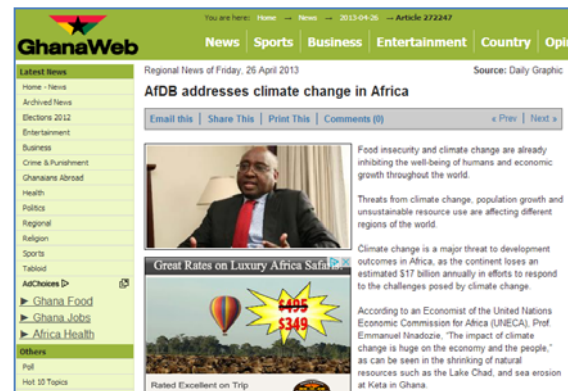 You are here: Home → News → 2013-04-26 → Article 272247
GhanaWeb
News | Sports | Business | Entertainment | Country | Opi
Latest News
Home - News
Archived News
Elections 2012
Entertainment
Business
Crime & Punishment
Ghanaians Abroad
Health
Politics
Regional
Religion
Sports
Tabloid
AdChoices
► Ghana Food
► Ghana Jobs
► Africa Health
Others
Poll
Hot 10 Topics
Regional News of Friday, 26 April 2013
Source: Daily Graphic
AfDB addresses climate change in Africa
Email this | Share This | Print This | Comments (0)
« Prev | Next »
Great Rates on Luxury Africa Safaris.
$495
$349
Rated Excellent on Trip
Food insecurity and climate change are already
inhibiting the well-being of humans and economic
growth throughout the world.
Threats from climate change, population growth and
unsustainable resource use are affecting different
regions of the world.
Climate change is a major threat to development
outcomes in Africa, as the continent loses an
estimated $17 billion annually in efforts to respond
to the challenges posed by climate change.
According to an Economist of the United Nations
Economic Commission for Africa (UNECA), Prof.
Emmanuel Nnadozie, "The impact of climate
change is huge on the economy and the people,"
as can be seen in the shrinking of natural
resources such as the Lake Chad, and sea erosion
at Keta in Ghana.